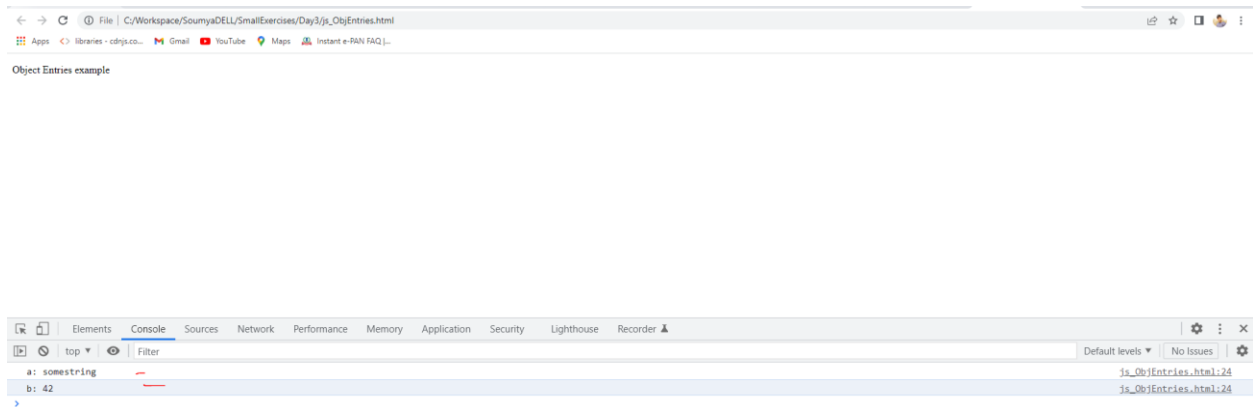 File | C:/Workspace/SoumyaDELL/SmallExercises/Day3/js_ObjEntries.html
Apps <> libraries - cdnjs.co... Gmail YouTube Maps Instant e-PAN FAQ |...
Object Entries example
Elements Console Sources Network Performance Memory Application Security Lighthouse Recorder
top ▼ Filter Default levels ▼ No Issues
a: somestring js_ObjEntries.html:24
b: 42 js_ObjEntries.html:24
>